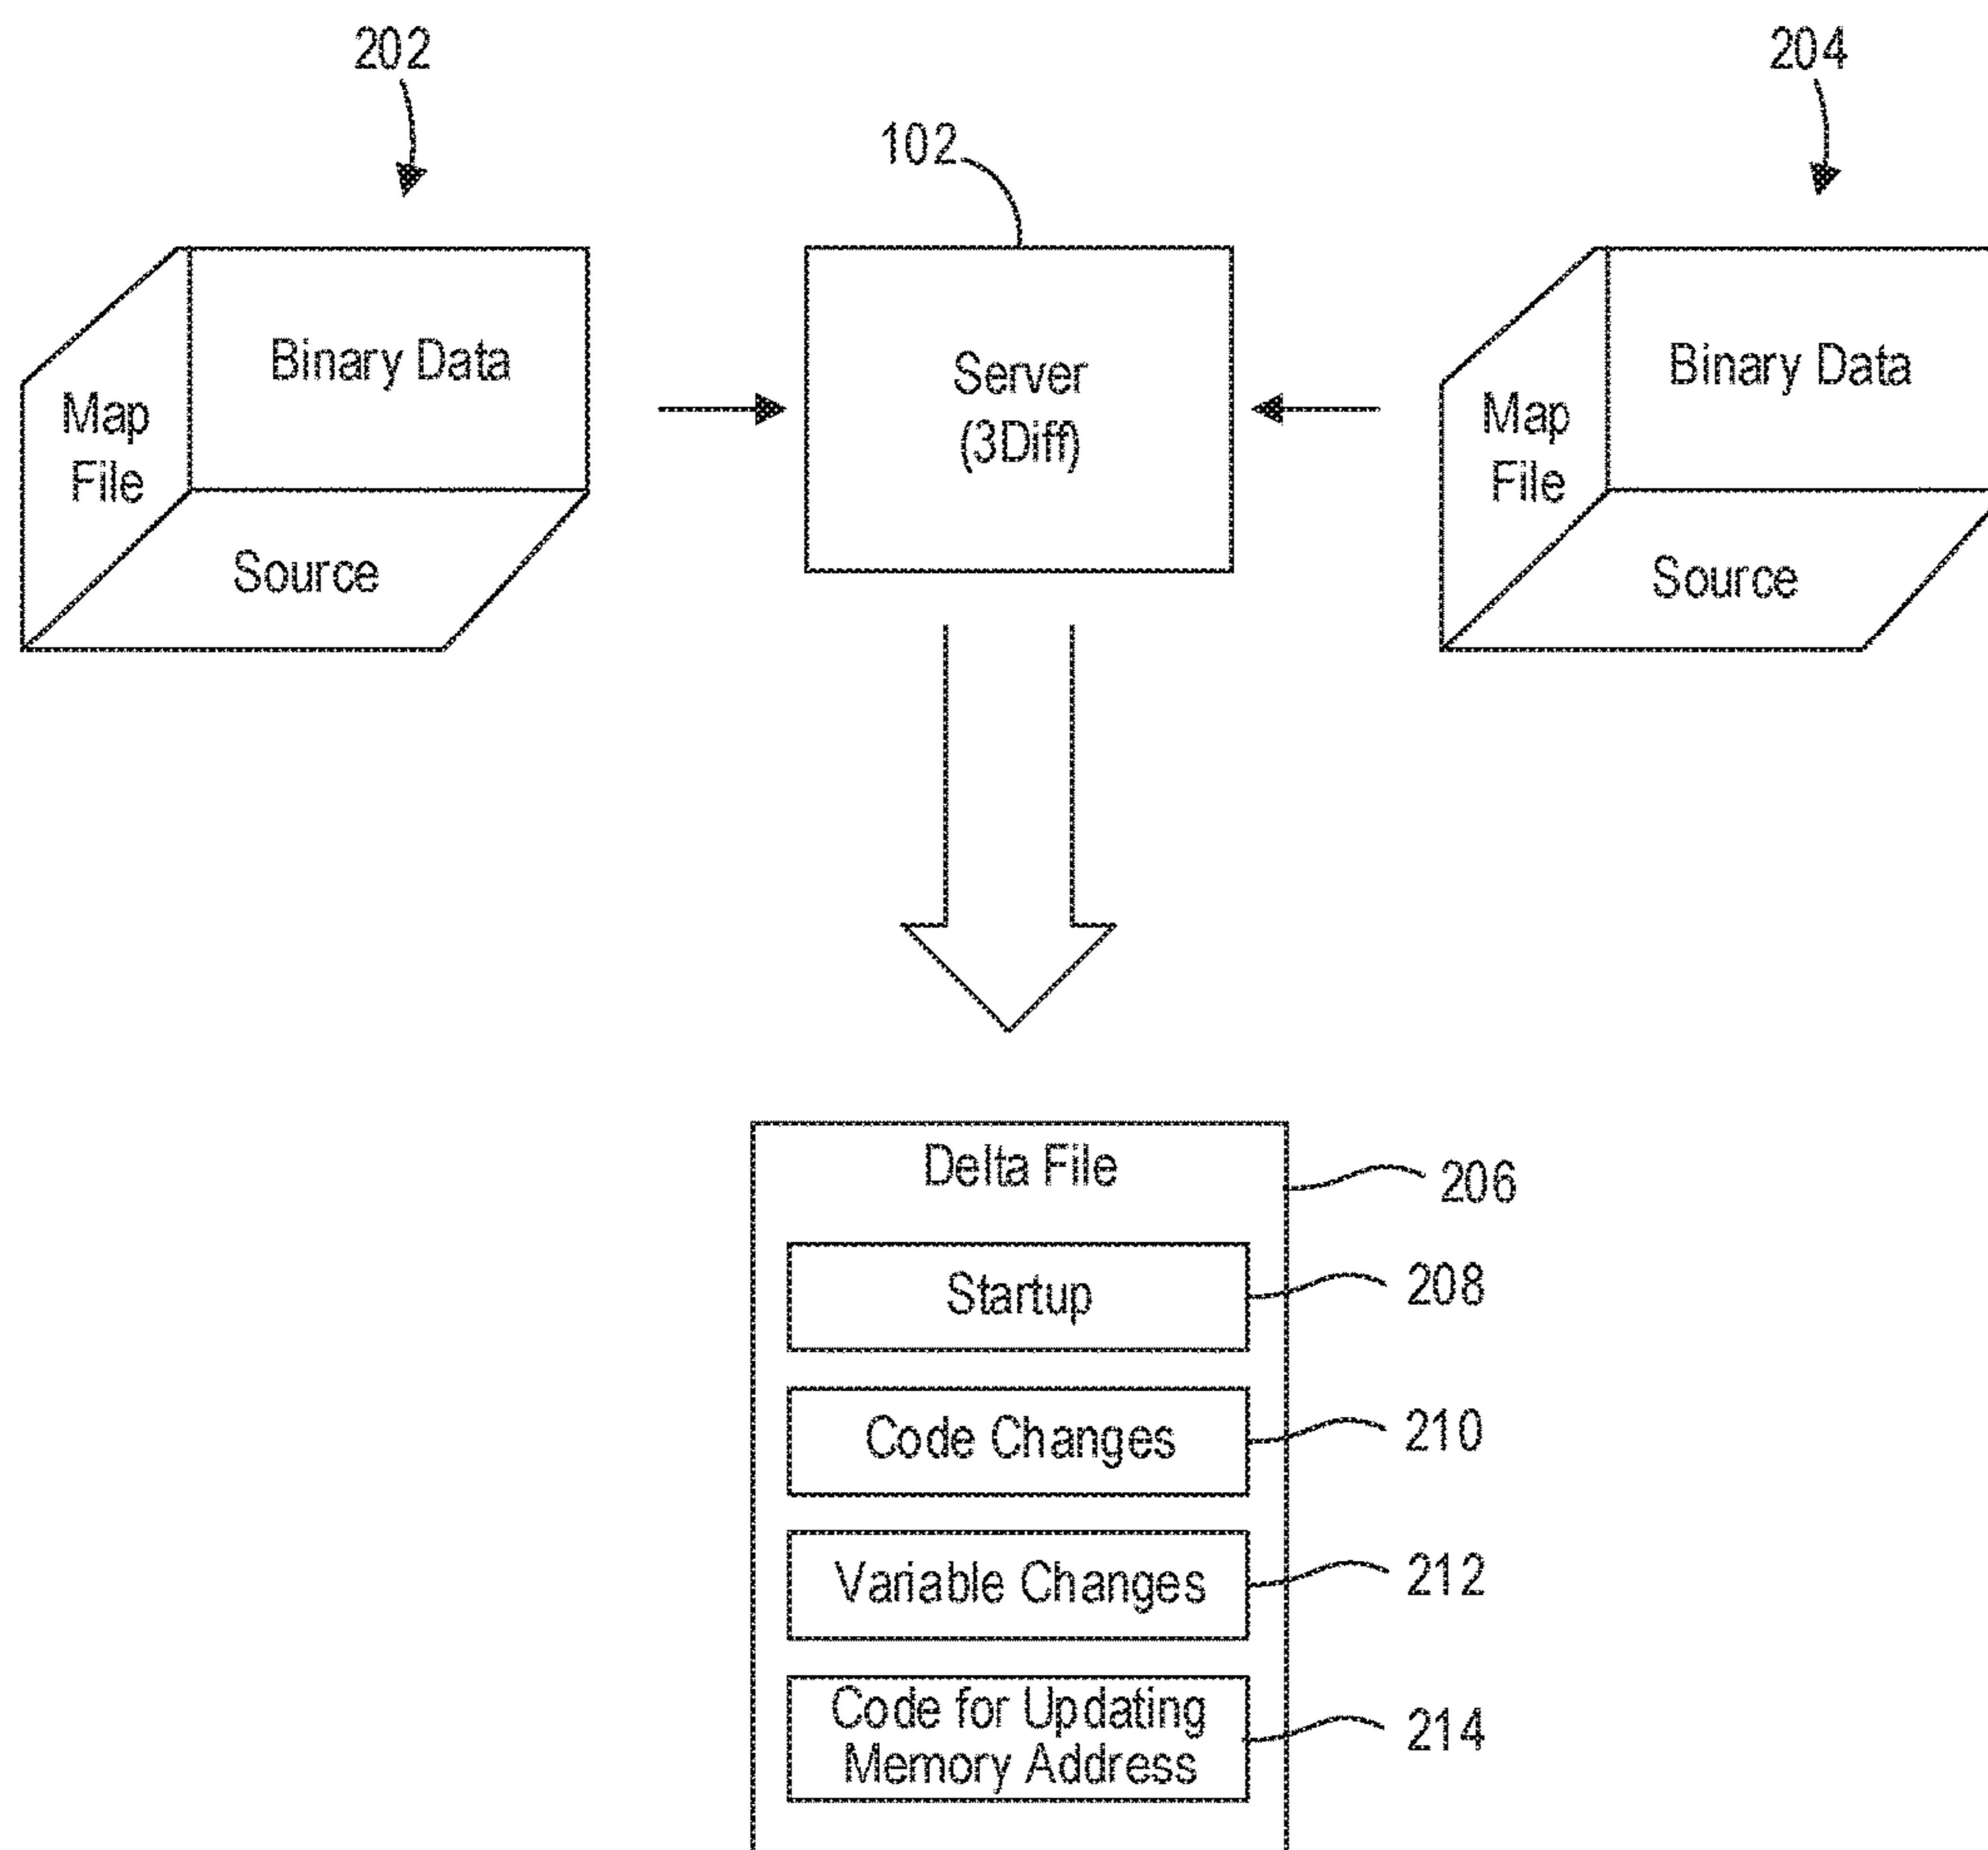 202
204
102
Binary Data
Map
File
Source
Server
(3Diff)
Binary Data
Map
File
Source
Delta File
206
Startup
208
Code Changes
210
Variable Changes
212
Code for Updating
Memory Address
214